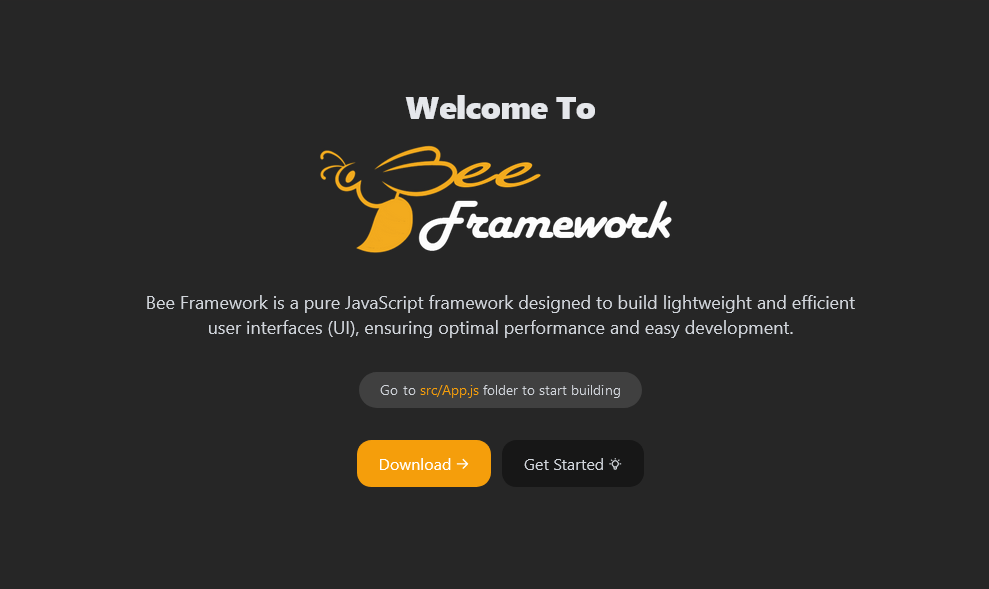 Welcome To
Bee
Framework
Bee Framework is a pure JavaScript framework designed to build lightweight and efficient
user interfaces (UI), ensuring optimal performance and easy development.
Go to src/App.js folder to start building
Download →
Get Started